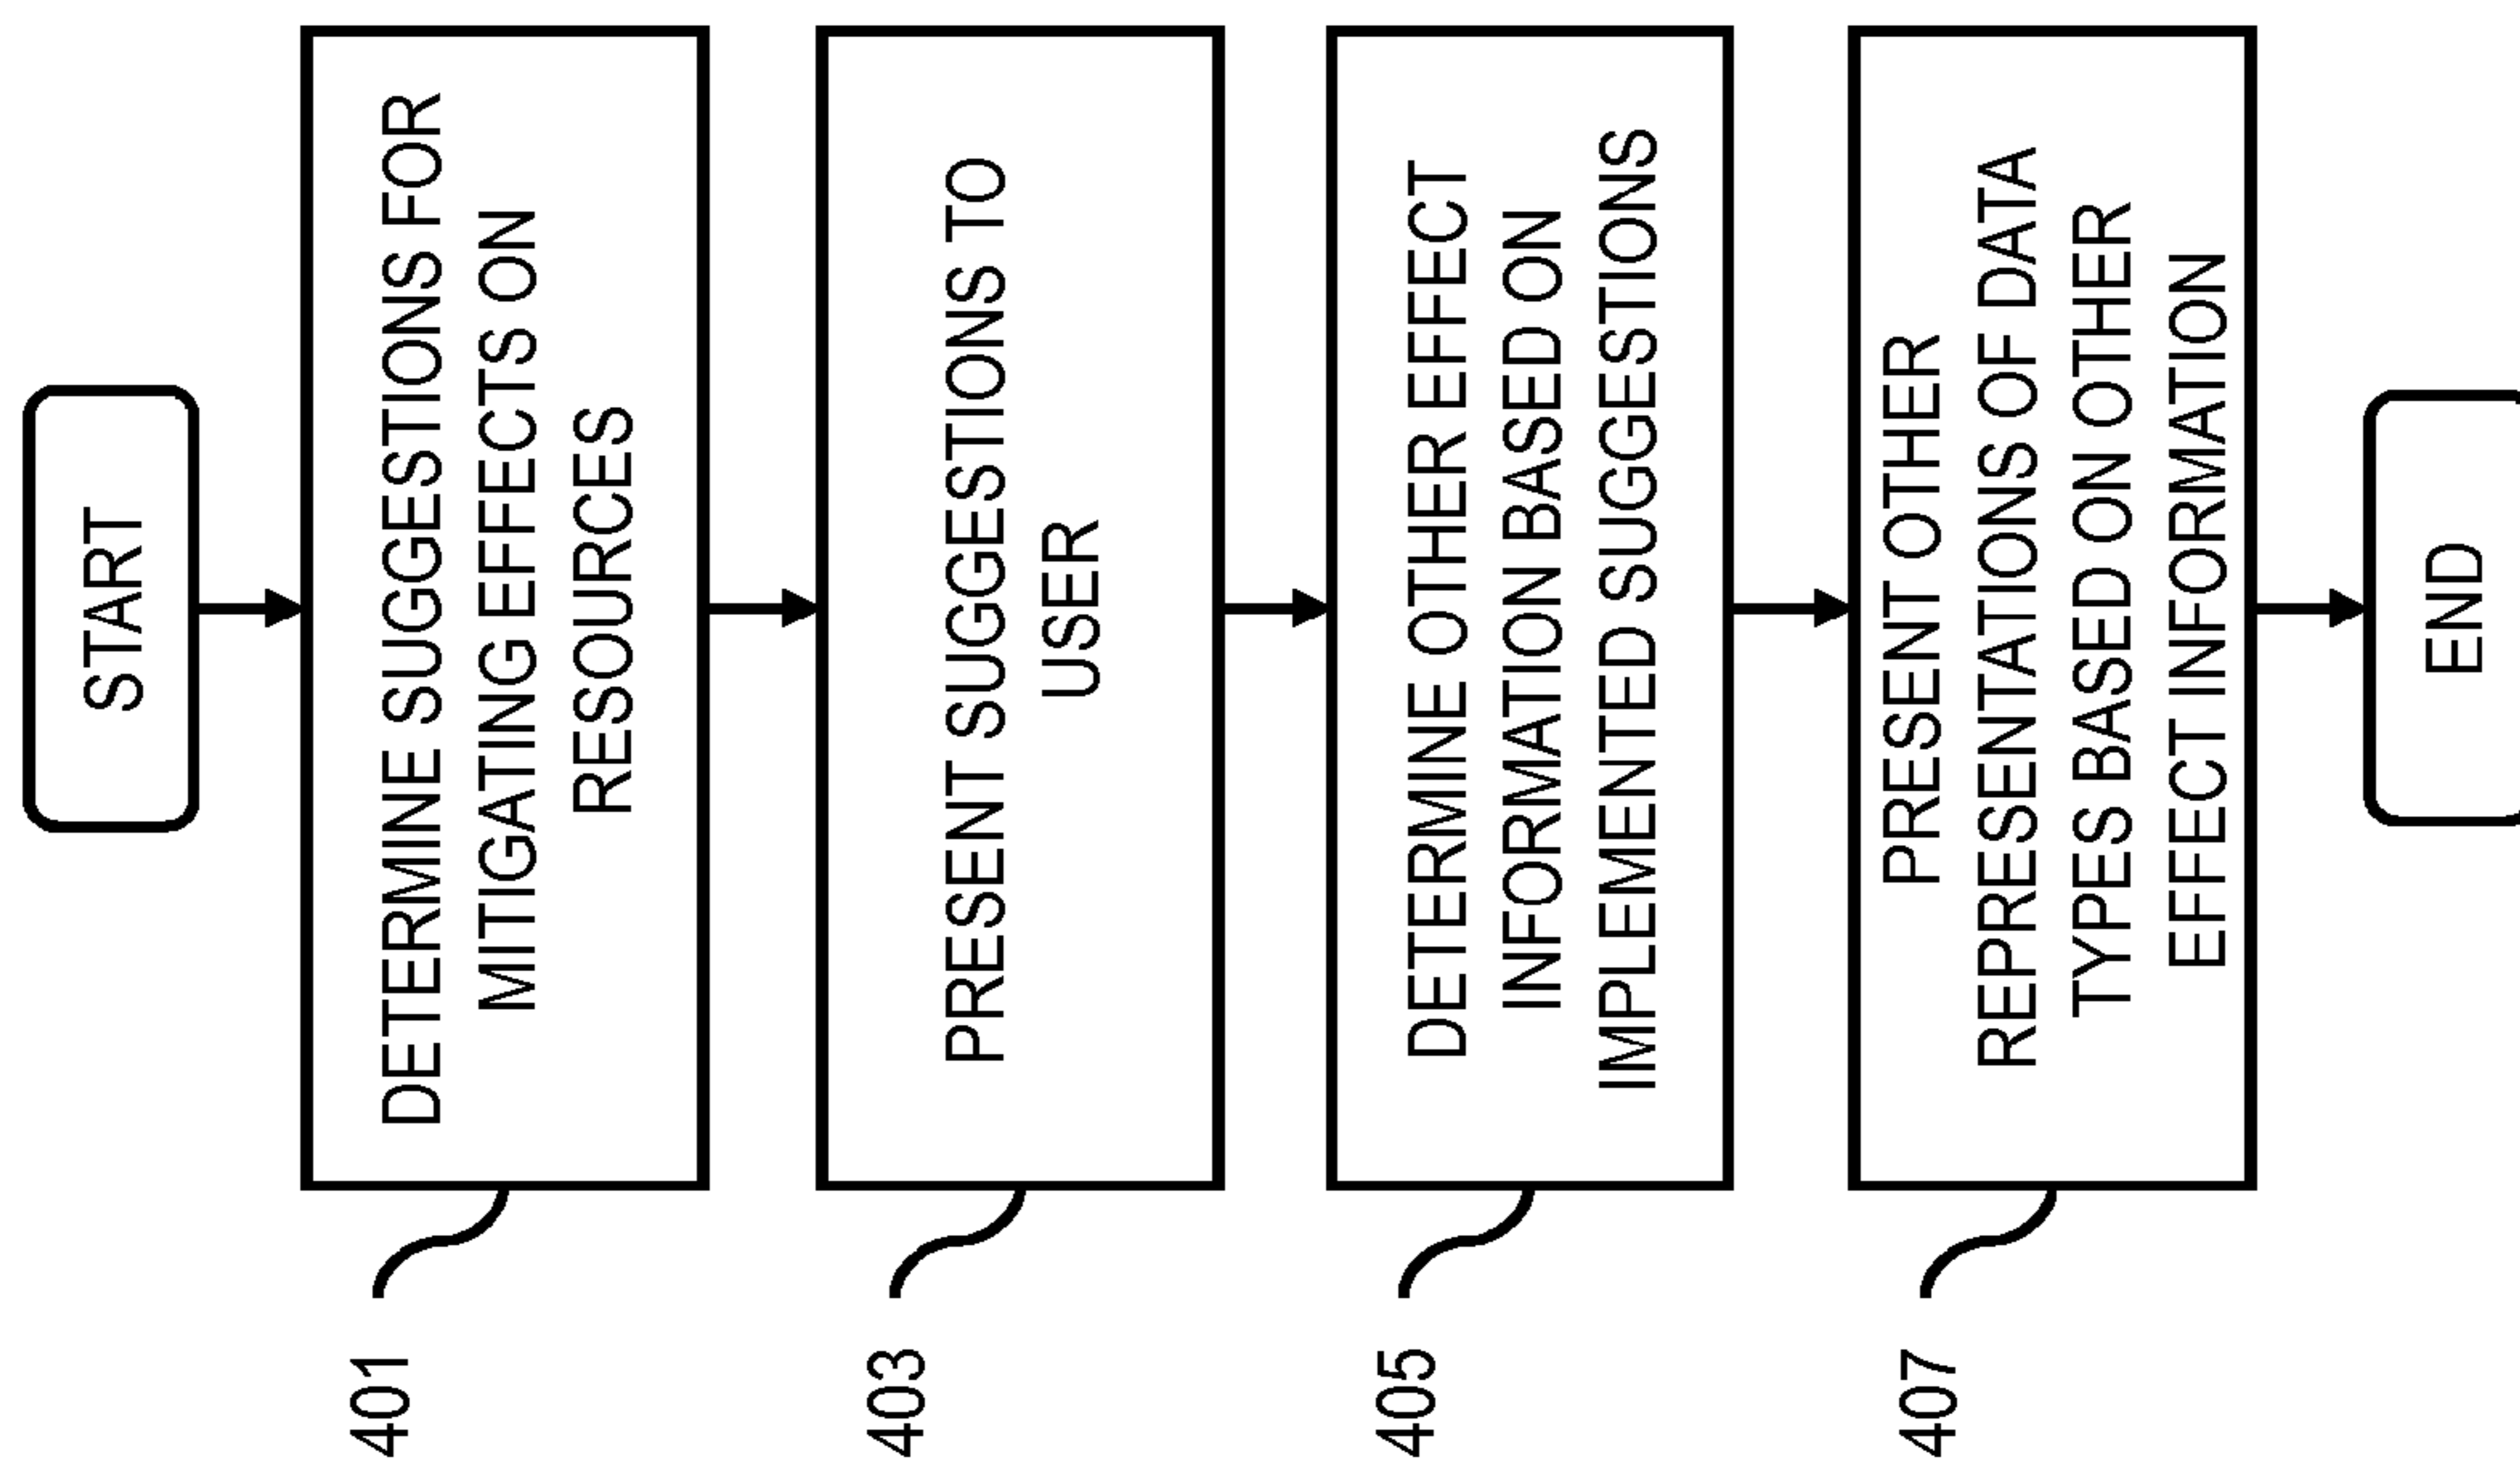 START
401
DETERMINE SUGGESTIONS FOR
MITIGATING EFFECTS ON
RESOURCES
403
PRESENT SUGGESTIONS TO
USER
405
DETERMINE OTHER EFFECT
INFORMATION BASED ON
IMPLEMENTED SUGGESTIONS
407
PRESENT OTHER
REPRESENTATIONS OF DATA
TYPES BASED ON OTHER
EFFECT INFORMATION
END